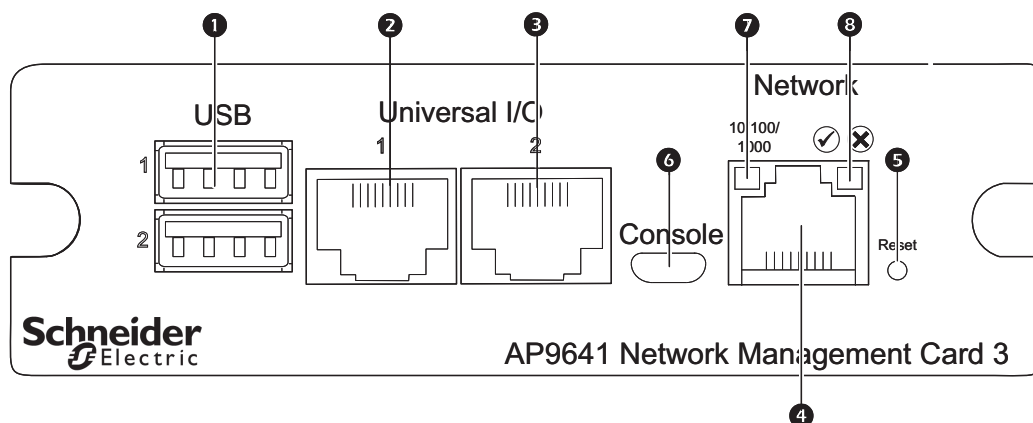 1 2 3 7 8
Network
USB
Universal I/O
10/100/
1000
1
2
1
6
5
2
Console
Reset
Schneider
Electric
AP9641 Network Management Card 3
4